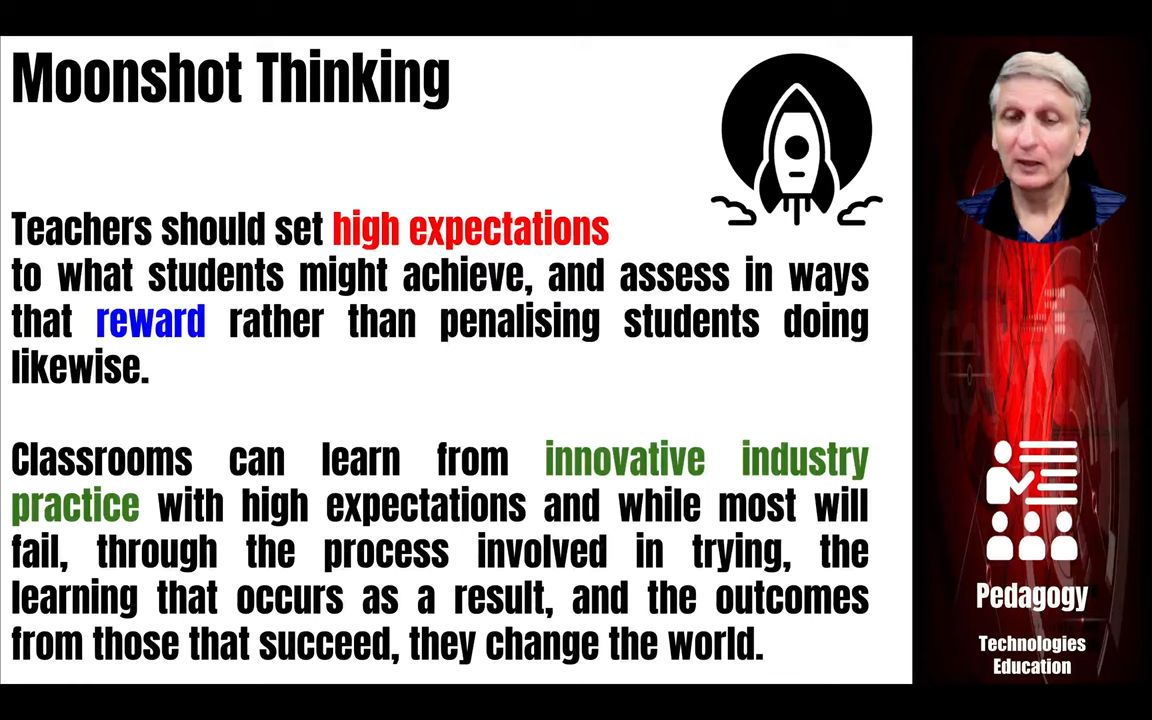 Moonshot Thinking
Teachers should set high expectations
to what students might achieve, and assess in ways
that reward rather than penalising students doing
likewise.
Classrooms can learn from innovative industry
practice with high expectations and while most will
fail, through the process involved in trying, the
learning that occurs as a result, and the outcomes
from those that succeed, they change the world.
Pedagogy
Technologies
Education